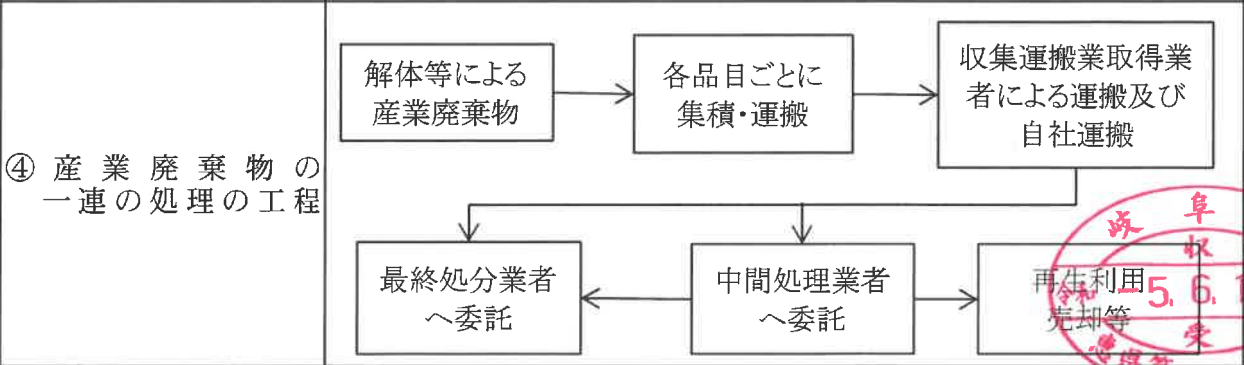 ④ 産業廃棄物の
一連の処理の工程
解体等による
産業廃棄物
各品目ごとに
集積・運搬
収集運搬業取得業
者による運搬及び
自社運搬
最終処分業者
へ委託
中間処理業者
へ委託
再生利用
売却等
岐阜
収
令和 -5. 6. 1
受